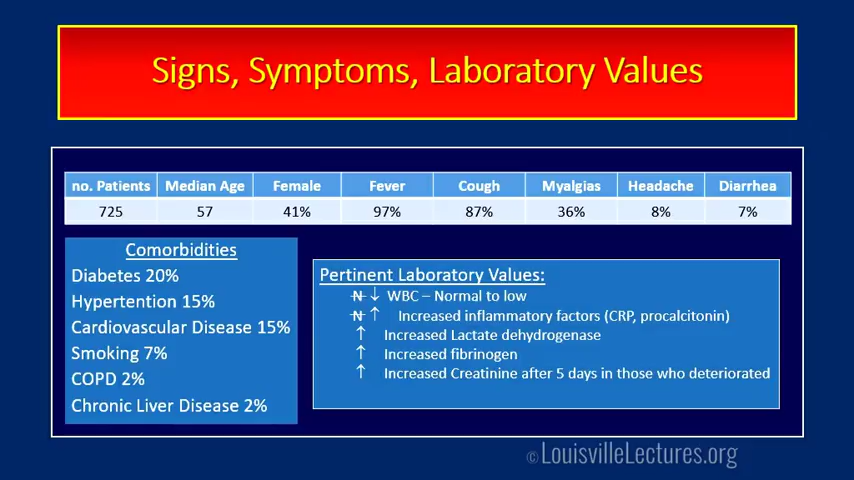 Signs, Symptoms, Laboratory Values
no. Patients Median Age Female Fever Cough Myalgias Headache Diarrhea
725 57 41% 97% 87% 36% 8% 7%
Comorbidities
Diabetes 20%
Hypertention 15%
Cardiovascular Disease 15%
Smoking 7%
COPD 2%
Chronic Liver Disease 2%
Pertinent Laboratory Values:
N ↓ WBC – Normal to low
N ↑ Increased inflammatory factors (CRP, procalcitonin)
↑ Increased Lactate dehydrogenase
↑ Increased fibrinogen
↑ Increased Creatinine after 5 days in those who deteriorated
© LouisvilleLectures.org